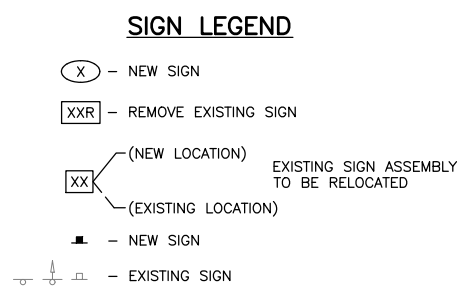 SIGN LEGEND
X – NEW SIGN
XXR – REMOVE EXISTING SIGN
(NEW LOCATION)
XX
EXISTING SIGN ASSEMBLY
TO BE RELOCATED
(EXISTING LOCATION)
– NEW SIGN
– EXISTING SIGN